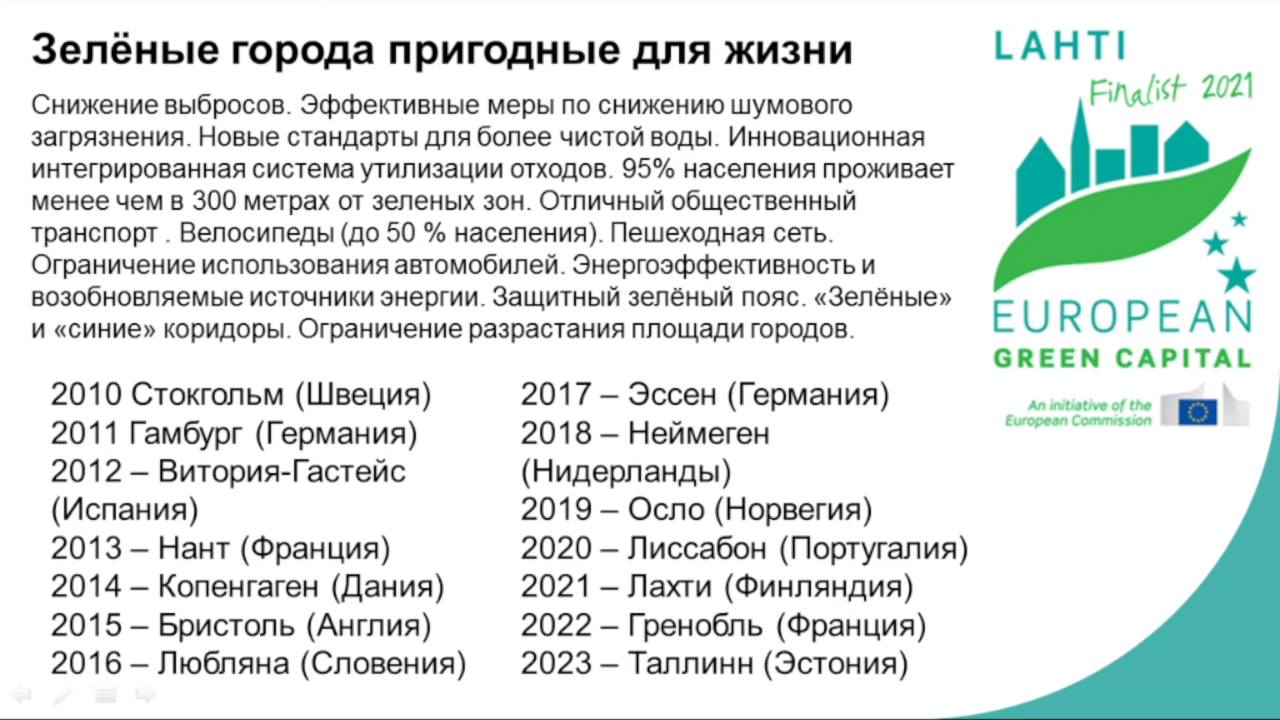 Зелёные города пригодные для жизни
Снижение выбросов. Эффективные меры по снижению шумового
загрязнения. Новые стандарты для более чистой воды. Инновационная
интегрированная система утилизации отходов. 95% населения проживает
менее чем в 300 метрах от зеленых зон. Отличный общественный
транспорт . Велосипеды (до 50 % населения). Пешеходная сеть.
Ограничение использования автомобилей. Энергоэффективность и
возобновляемые источники энергии. Защитный зелёный пояс. «Зелёные»
и «синие» коридоры. Ограничение разрастания площади городов.
2010 Стокгольм (Швеция)
2011 Гамбург (Германия)
2012 – Витория-Гастейс
(Испания)
2013 – Нант (Франция)
2014 – Копенгаген (Дания)
2015 – Бристоль (Англия)
2016 – Любляна (Словения)
2017 – Эссен (Германия)
2018 – Неймеген
(Нидерланды)
2019 – Осло (Норвегия)
2020 – Лиссабон (Португалия)
2021 – Лахти (Финляндия)
2022 – Гренобль (Франция)
2023 – Таллинн (Эстония)
LAHTI
Finalist 2021
EUROPEAN
GREEN CAPITAL
An initiative of the
European Commission